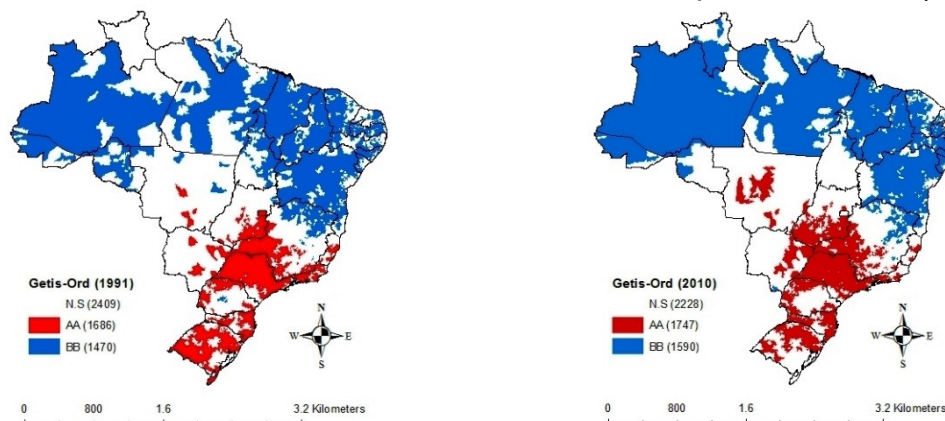 Getis-Ord (1991)
N.S (2409)
AA (1686)
BB (1470)
N
W E
S
0 800 1.6 3.2 Kilometers
Getis-Ord (2010)
N.S (2228)
AA (1747)
BB (1590)
N
W E
S
0 800 1.6 3.2 Kilometers